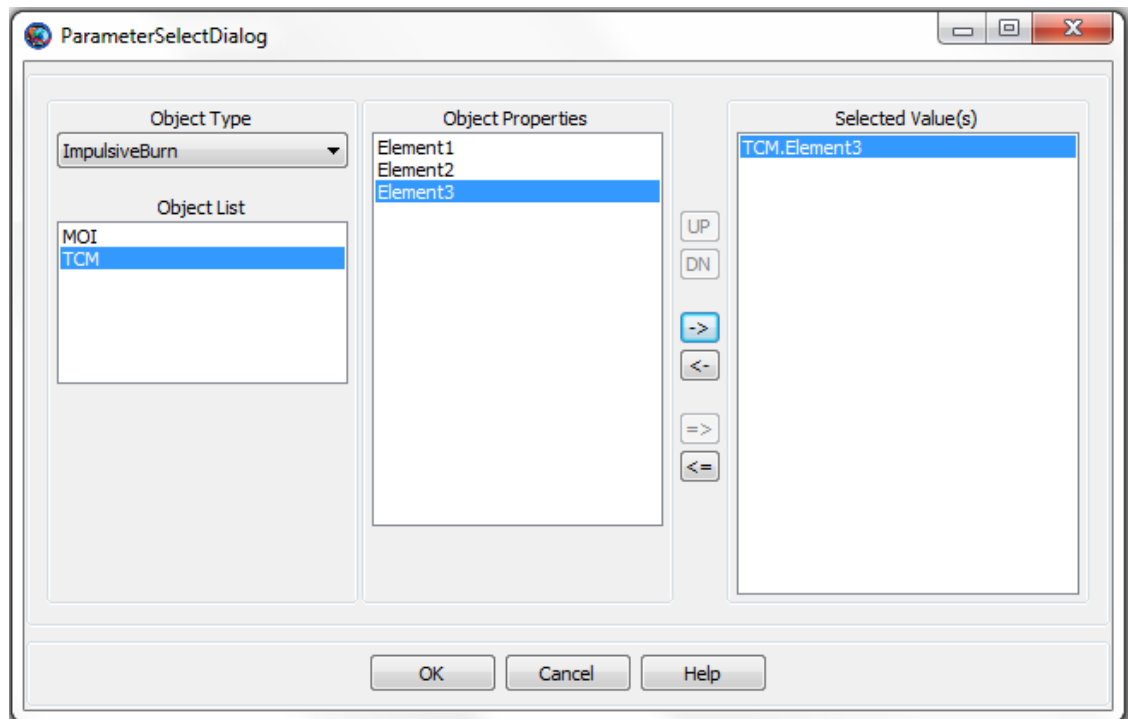 ParameterSelectDialog
Object Type
ImpulsiveBurn
Object List
MOI
TCM
Object Properties
Element1
Element2
Element3
UP
DN
->
<-
=>
<=
Selected Value(s)
TCM.Element3
OK
Cancel
Help